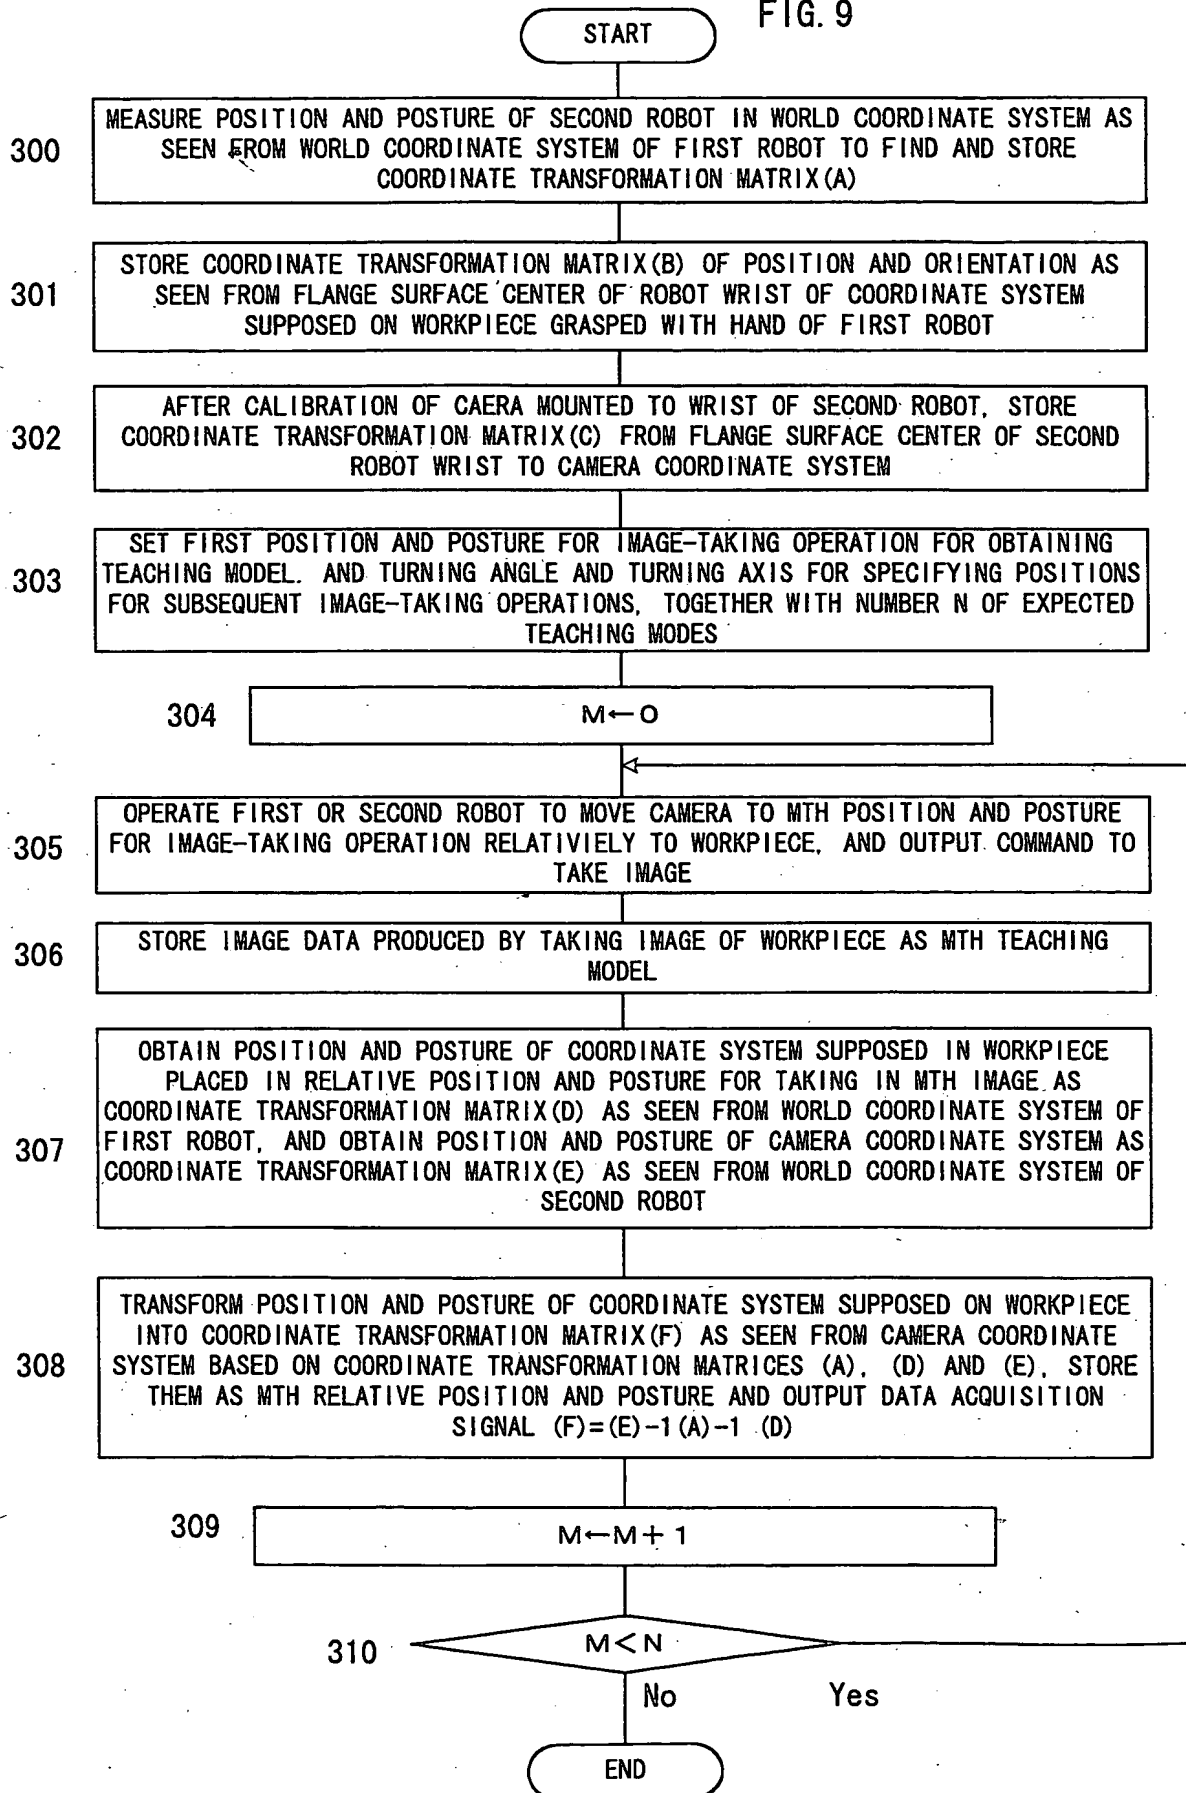 FIG. 9
START
300
MEASURE POSITION AND POSTURE OF SECOND ROBOT IN WORLD COORDINATE SYSTEM AS
SEEN FROM WORLD COORDINATE SYSTEM OF FIRST ROBOT TO FIND AND STORE
COORDINATE TRANSFORMATION MATRIX(A)
301
STORE COORDINATE TRANSFORMATION MATRIX(B) OF POSITION AND ORIENTATION AS
SEEN FROM FLANGE SURFACE CENTER OF ROBOT WRIST OF COORDINATE SYSTEM
SUPPOSED ON WORKPIECE GRASPED WITH HAND OF FIRST ROBOT
302
AFTER CALIBRATION OF CAERA MOUNTED TO WRIST OF SECOND ROBOT, STORE
COORDINATE TRANSFORMATION MATRIX(C) FROM FLANGE SURFACE CENTER OF SECOND
ROBOT WRIST TO CAMERA COORDINATE SYSTEM
303
SET FIRST POSITION AND POSTURE FOR IMAGE-TAKING OPERATION FOR OBTAINING
TEACHING MODEL. AND TURNING ANGLE AND TURNING AXIS FOR SPECIFYING POSITIONS
FOR SUBSEQUENT IMAGE-TAKING OPERATIONS, TOGETHER WITH NUMBER N OF EXPECTED
TEACHING MODES
304
M←0
305
OPERATE FIRST OR SECOND ROBOT TO MOVE CAMERA TO MTH POSITION AND POSTURE
FOR IMAGE-TAKING OPERATION RELATIVIELY TO WORKPIECE, AND OUTPUT COMMAND TO
TAKE IMAGE
306
STORE IMAGE DATA PRODUCED BY TAKING IMAGE OF WORKPIECE AS MTH TEACHING
MODEL
307
OBTAIN POSITION AND POSTURE OF COORDINATE SYSTEM SUPPOSED IN WORKPIECE
PLACED IN RELATIVE POSITION AND POSTURE FOR TAKING IN MTH IMAGE AS
COORDINATE TRANSFORMATION MATRIX(D) AS SEEN FROM WORLD COORDINATE SYSTEM OF
FIRST ROBOT, AND OBTAIN POSITION AND POSTURE OF CAMERA COORDINATE SYSTEM AS
COORDINATE TRANSFORMATION MATRIX(E) AS SEEN FROM WORLD COORDINATE SYSTEM OF
SECOND ROBOT
308
TRANSFORM POSITION AND POSTURE OF COORDINATE SYSTEM SUPPOSED ON WORKPIECE
INTO COORDINATE TRANSFORMATION MATRIX(F) AS SEEN FROM CAMERA COORDINATE
SYSTEM BASED ON COORDINATE TRANSFORMATION MATRICES (A), (D) AND (E), STORE
THEM AS MTH RELATIVE POSITION AND POSTURE AND OUTPUT DATA ACQUISITION
SIGNAL (F)=(E)-1(A)-1 (D)
309
M←M+1
310
M<N
No
Yes
END